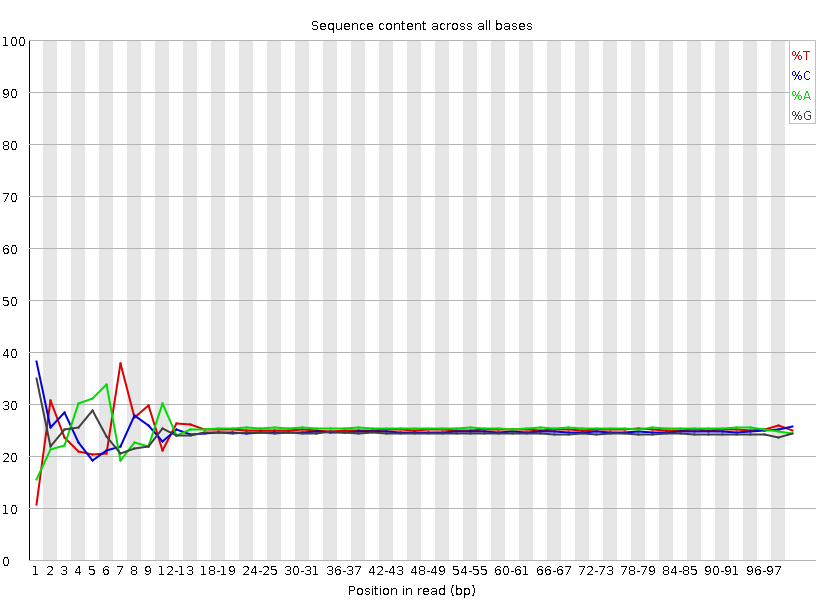 Sequence content across all bases
100
90
80
70
60
50
40
30
20
10
0
%T
%C
%A
%G
1 2 3 4 5 6 7 8 9 12-13 18-19 24-25 30-31 36-37 42-43 48-49 54-55 60-61 66-67 72-73 78-79 84-85 90-91 96-97
Position in read (bp)